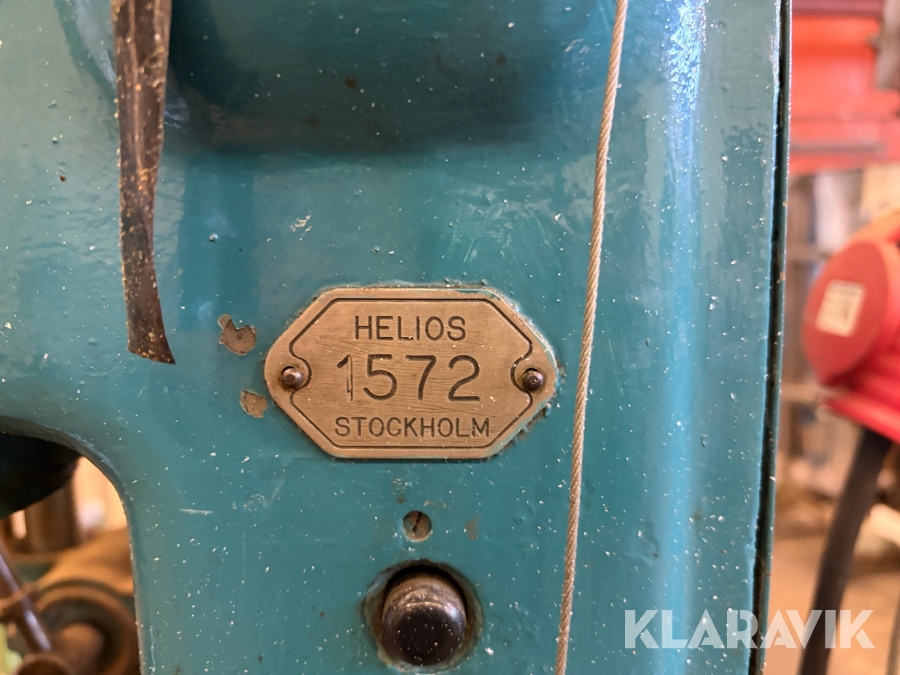 HELIOS
1572
STOCKHOLM
KLARAVIK